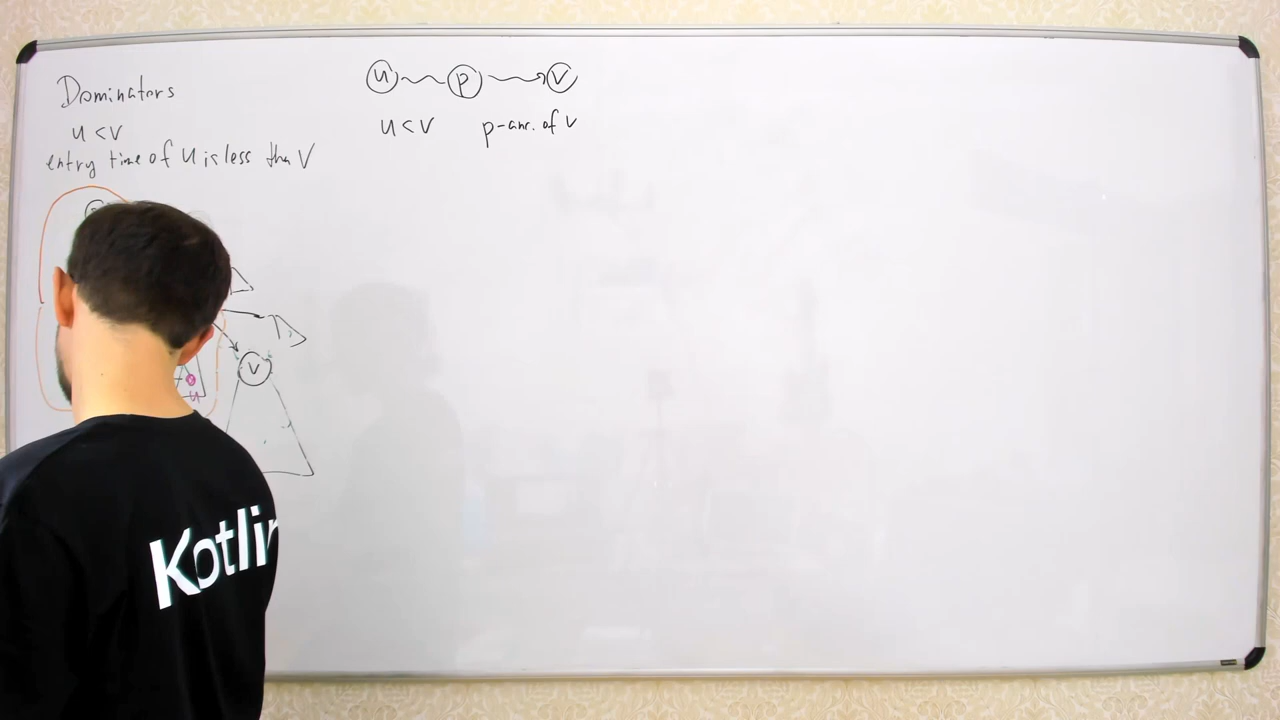 Dominators
u < v
entry time of u is less than v
u p v
u < v p-anc. of v
v
u
Kotlin